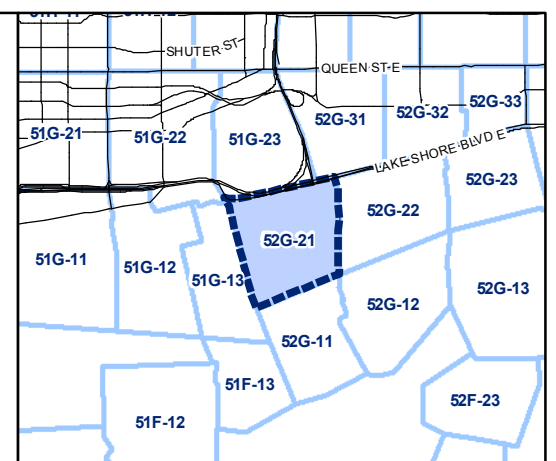 SHUTER ST
QUEEN ST E
52G-33
52G-32
52G-31
51G-21
51G-22
51G-23
LAKE SHORE BLVD E
52G-23
52G-22
52G-21
51G-11
51G-12
51G-13
52G-13
52G-12
52G-11
51F-13
52F-23
51F-12